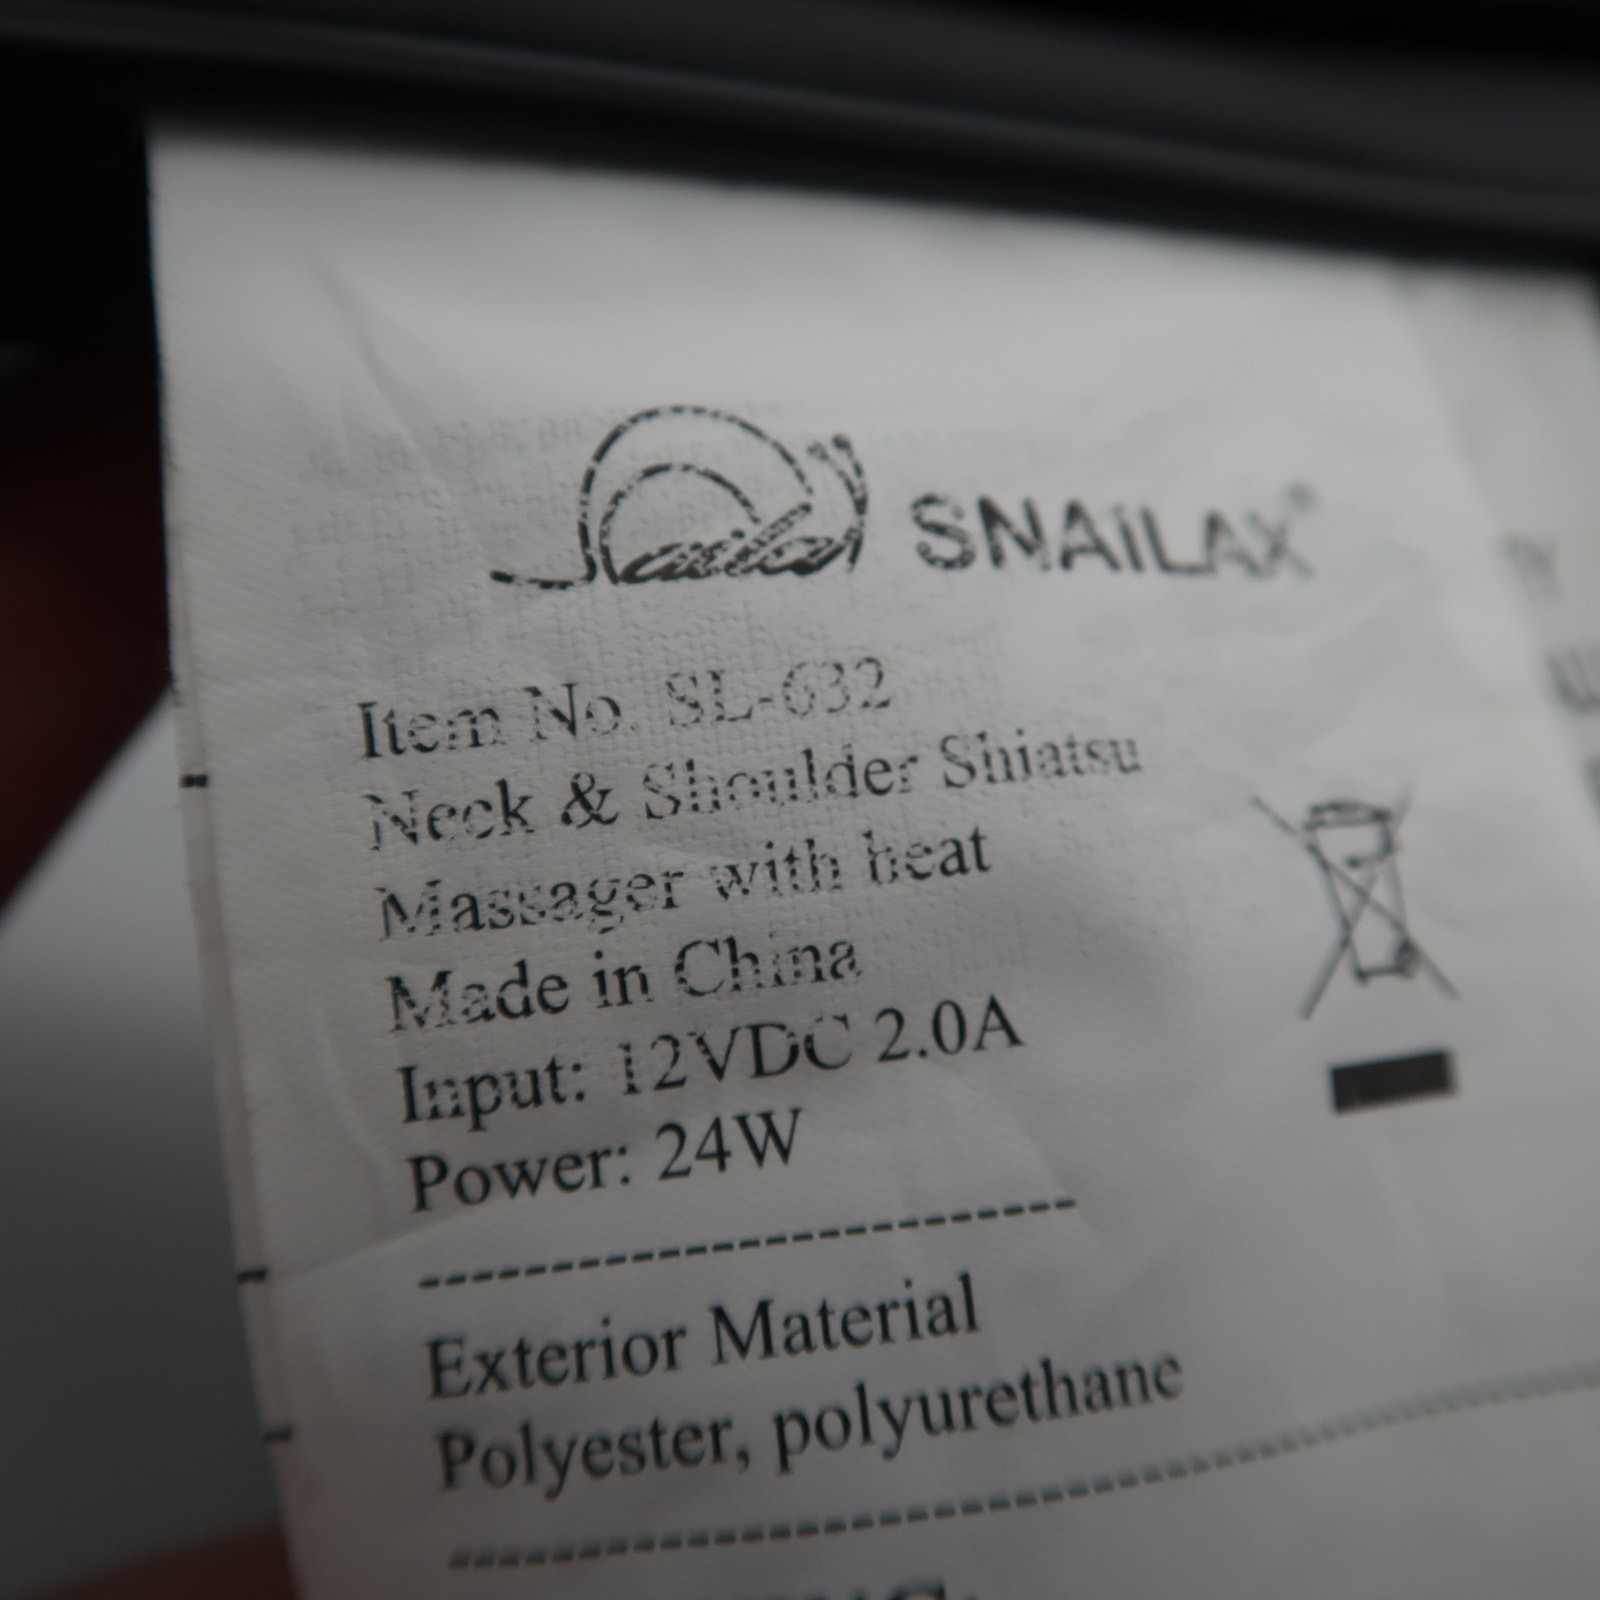 SNAiLAX®
Item No. SL-632
Neck & Shoulder Shiatsu
Massager with heat
Made in China
Input: 12VDC 2.0A
Power: 24W
Exterior Material
Polyester, polyurethane